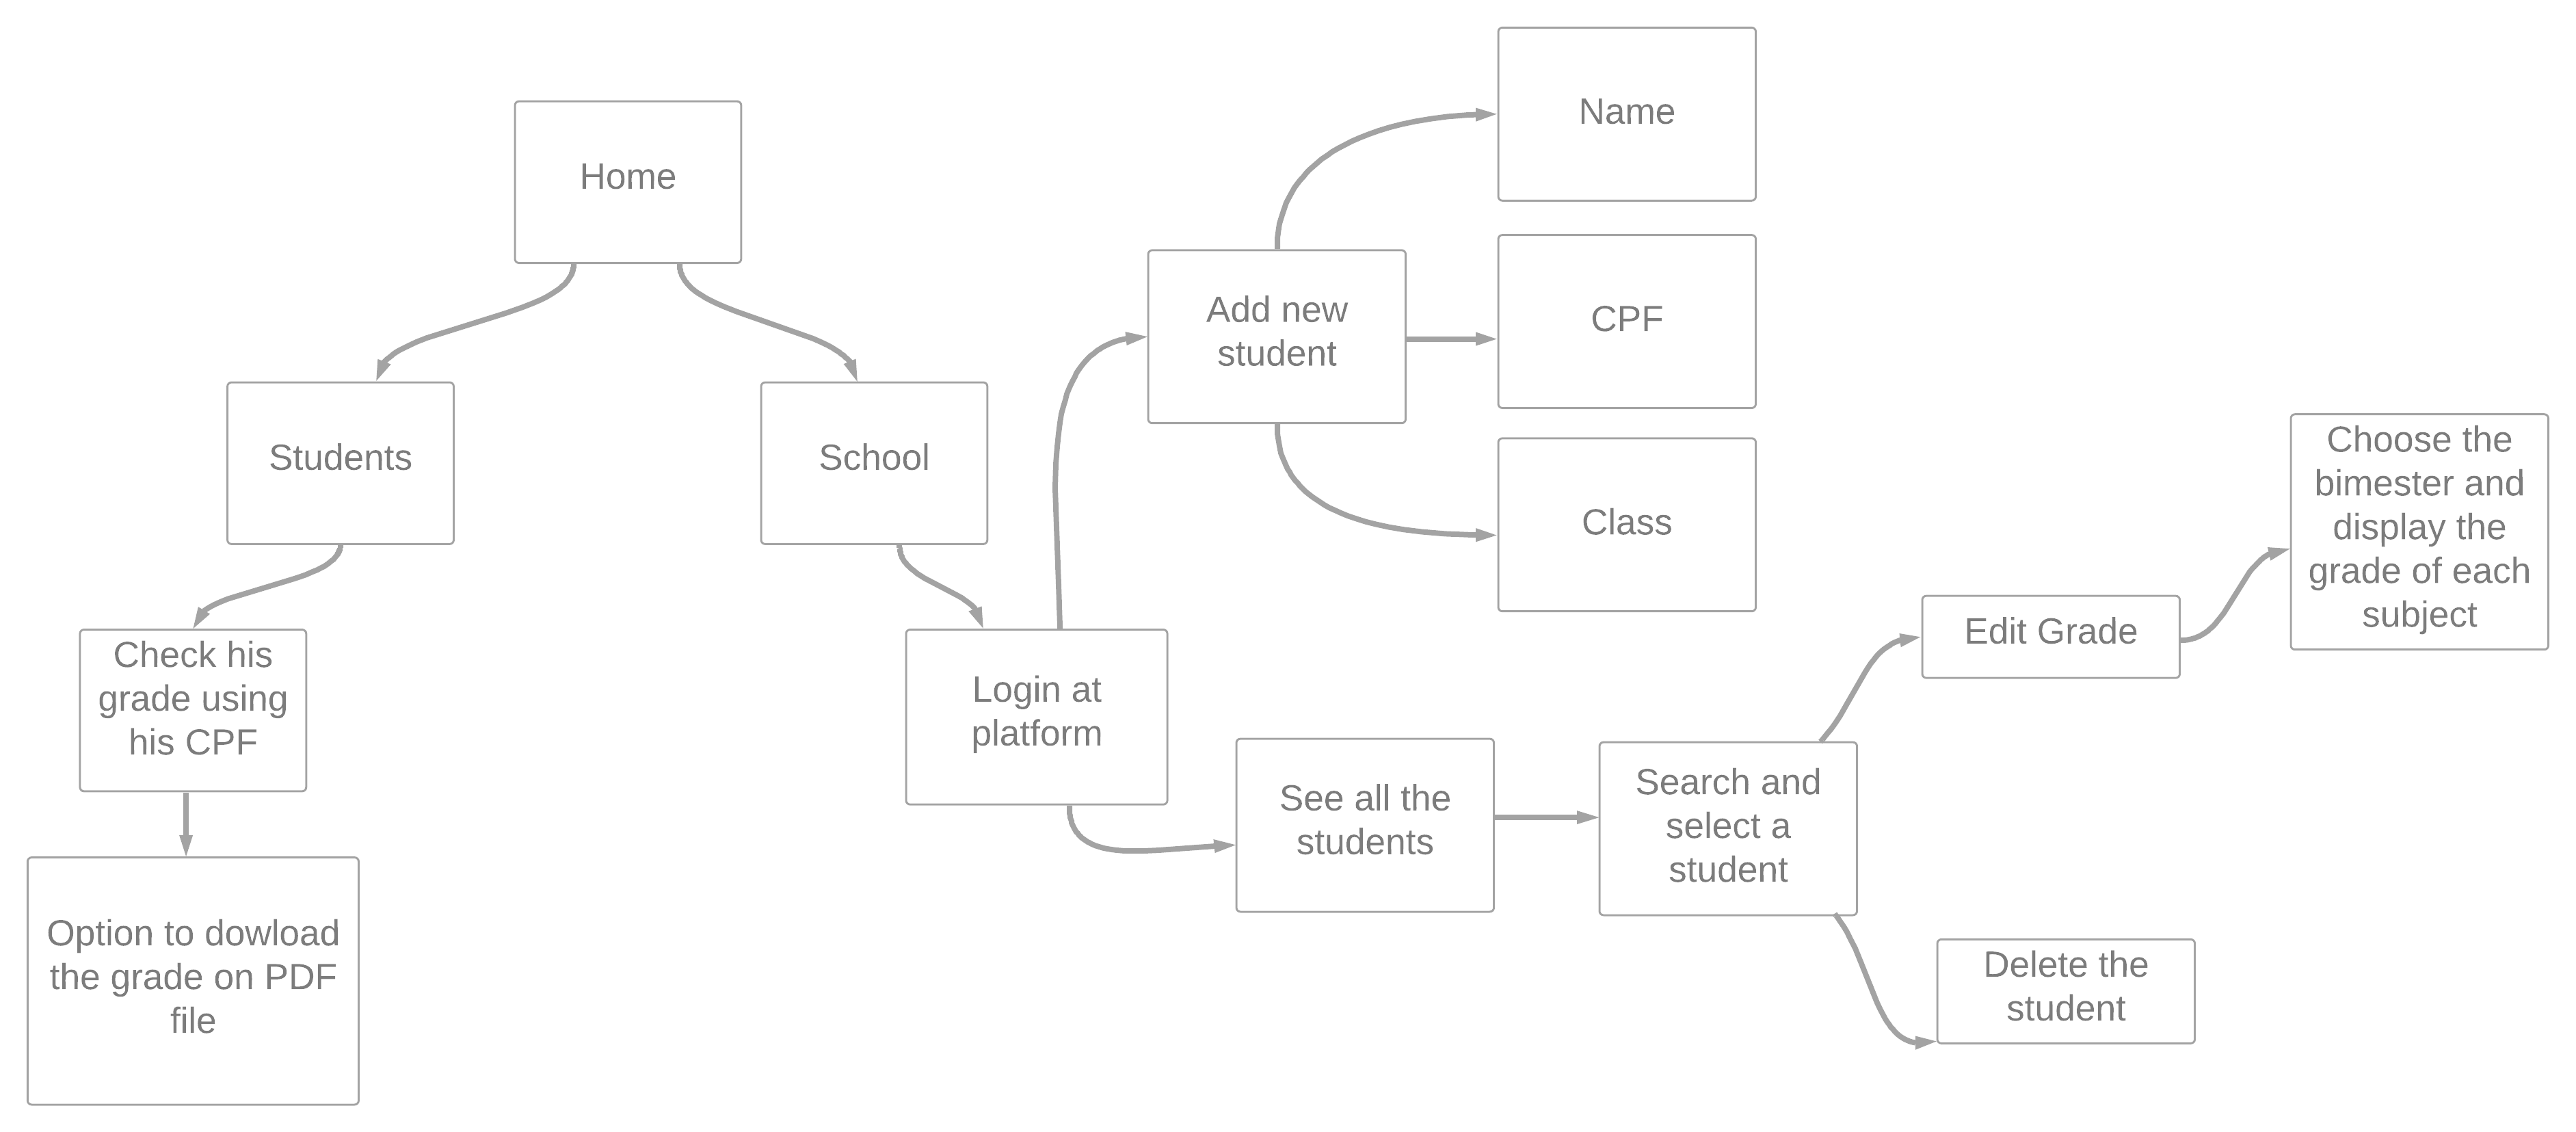 Home
Students
School
Check his
grade using
his CPF
Option to dowload
the grade on PDF
file
Login at
platform
Add new
student
Name
CPF
Class
See all the
students
Search and
select a
student
Edit Grade
Choose the
bimester and
display the
grade of each
subject
Delete the
student